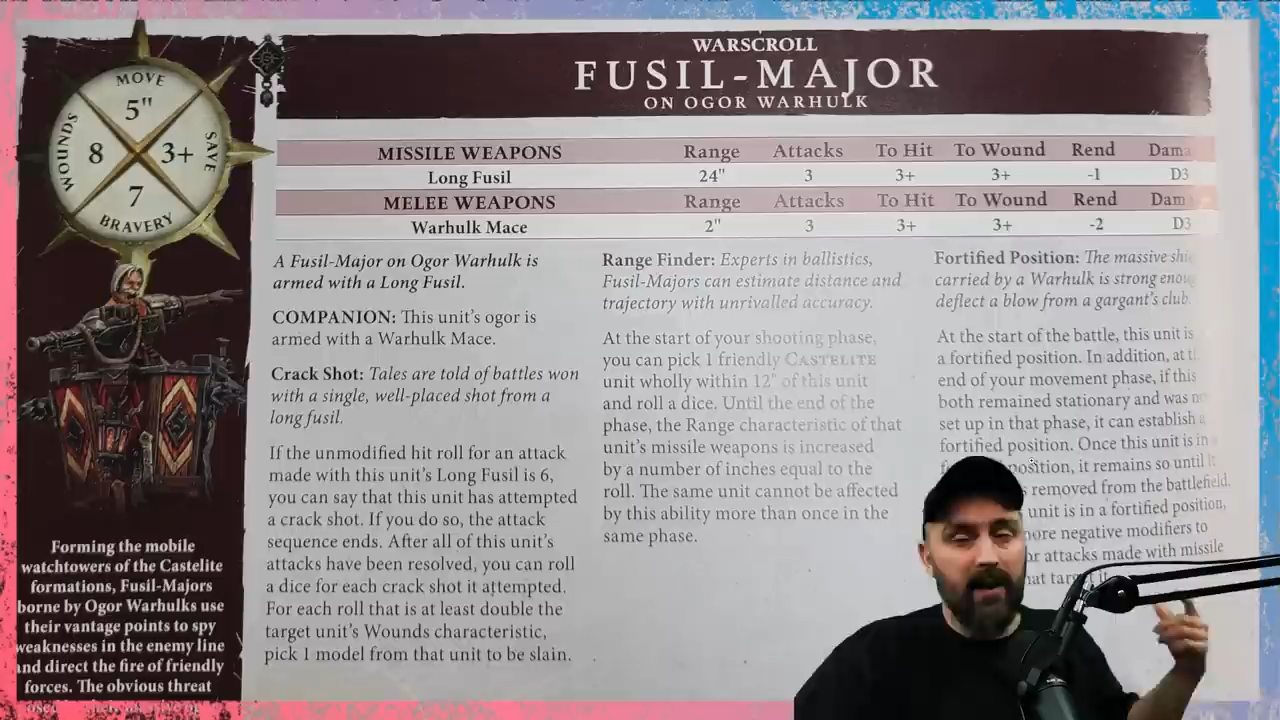 MOVE
5"
WOUNDS
8
3+
SAVE
7
BRAVERY
WARSCROLL
FUSIL-MAJOR
ON OGOR WARHULK
MISSILE WEAPONS Range Attacks To Hit To Wound Rend
Long Fusil 24" 3 3+ 3+ -1 D3
MELEE WEAPONS Range Attacks To Hit To Wound Rend
Warhulk Mace 2" 3 3+ 3+ -2 D3
A Fusil-Major on Ogor Warhulk is
armed with a Long Fusil.
COMPANION: This unit's ogor is
armed with a Warhulk Mace.
Crack Shot: Tales are told of battles won
with a single, well-placed shot from a
long fusil.
If the unmodified hit roll for an attack
made with this unit's Long Fusil is 6,
you can say that this unit has attempted
a crack shot. If you do so, the attack
sequence ends. After all of this unit's
attacks have been resolved, you can roll
a dice for each crack shot it attempted.
For each roll that is at least double the
target unit's Wounds characteristic,
pick 1 model from that unit to be slain.
Range Finder: Experts in ballistics,
Fusil-Majors can estimate distance and
trajectory with unrivalled accuracy.
At the start of your shooting phase,
you can pick 1 friendly CASTELITE
unit wholly within 12" of this unit
and roll a dice. Until the end of the
phase, the Range characteristic of that
unit's missile weapons is increased
by a number of inches equal to the
roll. The same unit cannot be affected
by this ability more than once in the
same phase.
Fortified Position: The massive
carried by a Warhulk is strong
deflect a blow from a gargant's club.
At the start of the battle, this unit is
a fortified position. In addition, at
end of your movement phase, if this
both remained stationary and was
set up in that phase, it can establish a
fortified position. Once this unit is in
position, it remains so until
removed from the battlefield.
unit is in a fortified position,
negative modifiers to
attacks made with missile
Forming the mobile
watchtowers of the Castelite
formations, Fusil-Majors
borne by Ogor Warhulks use
their vantage points to spy
weaknesses in the enemy line
and direct the fire of friendly
forces. The obvious threat